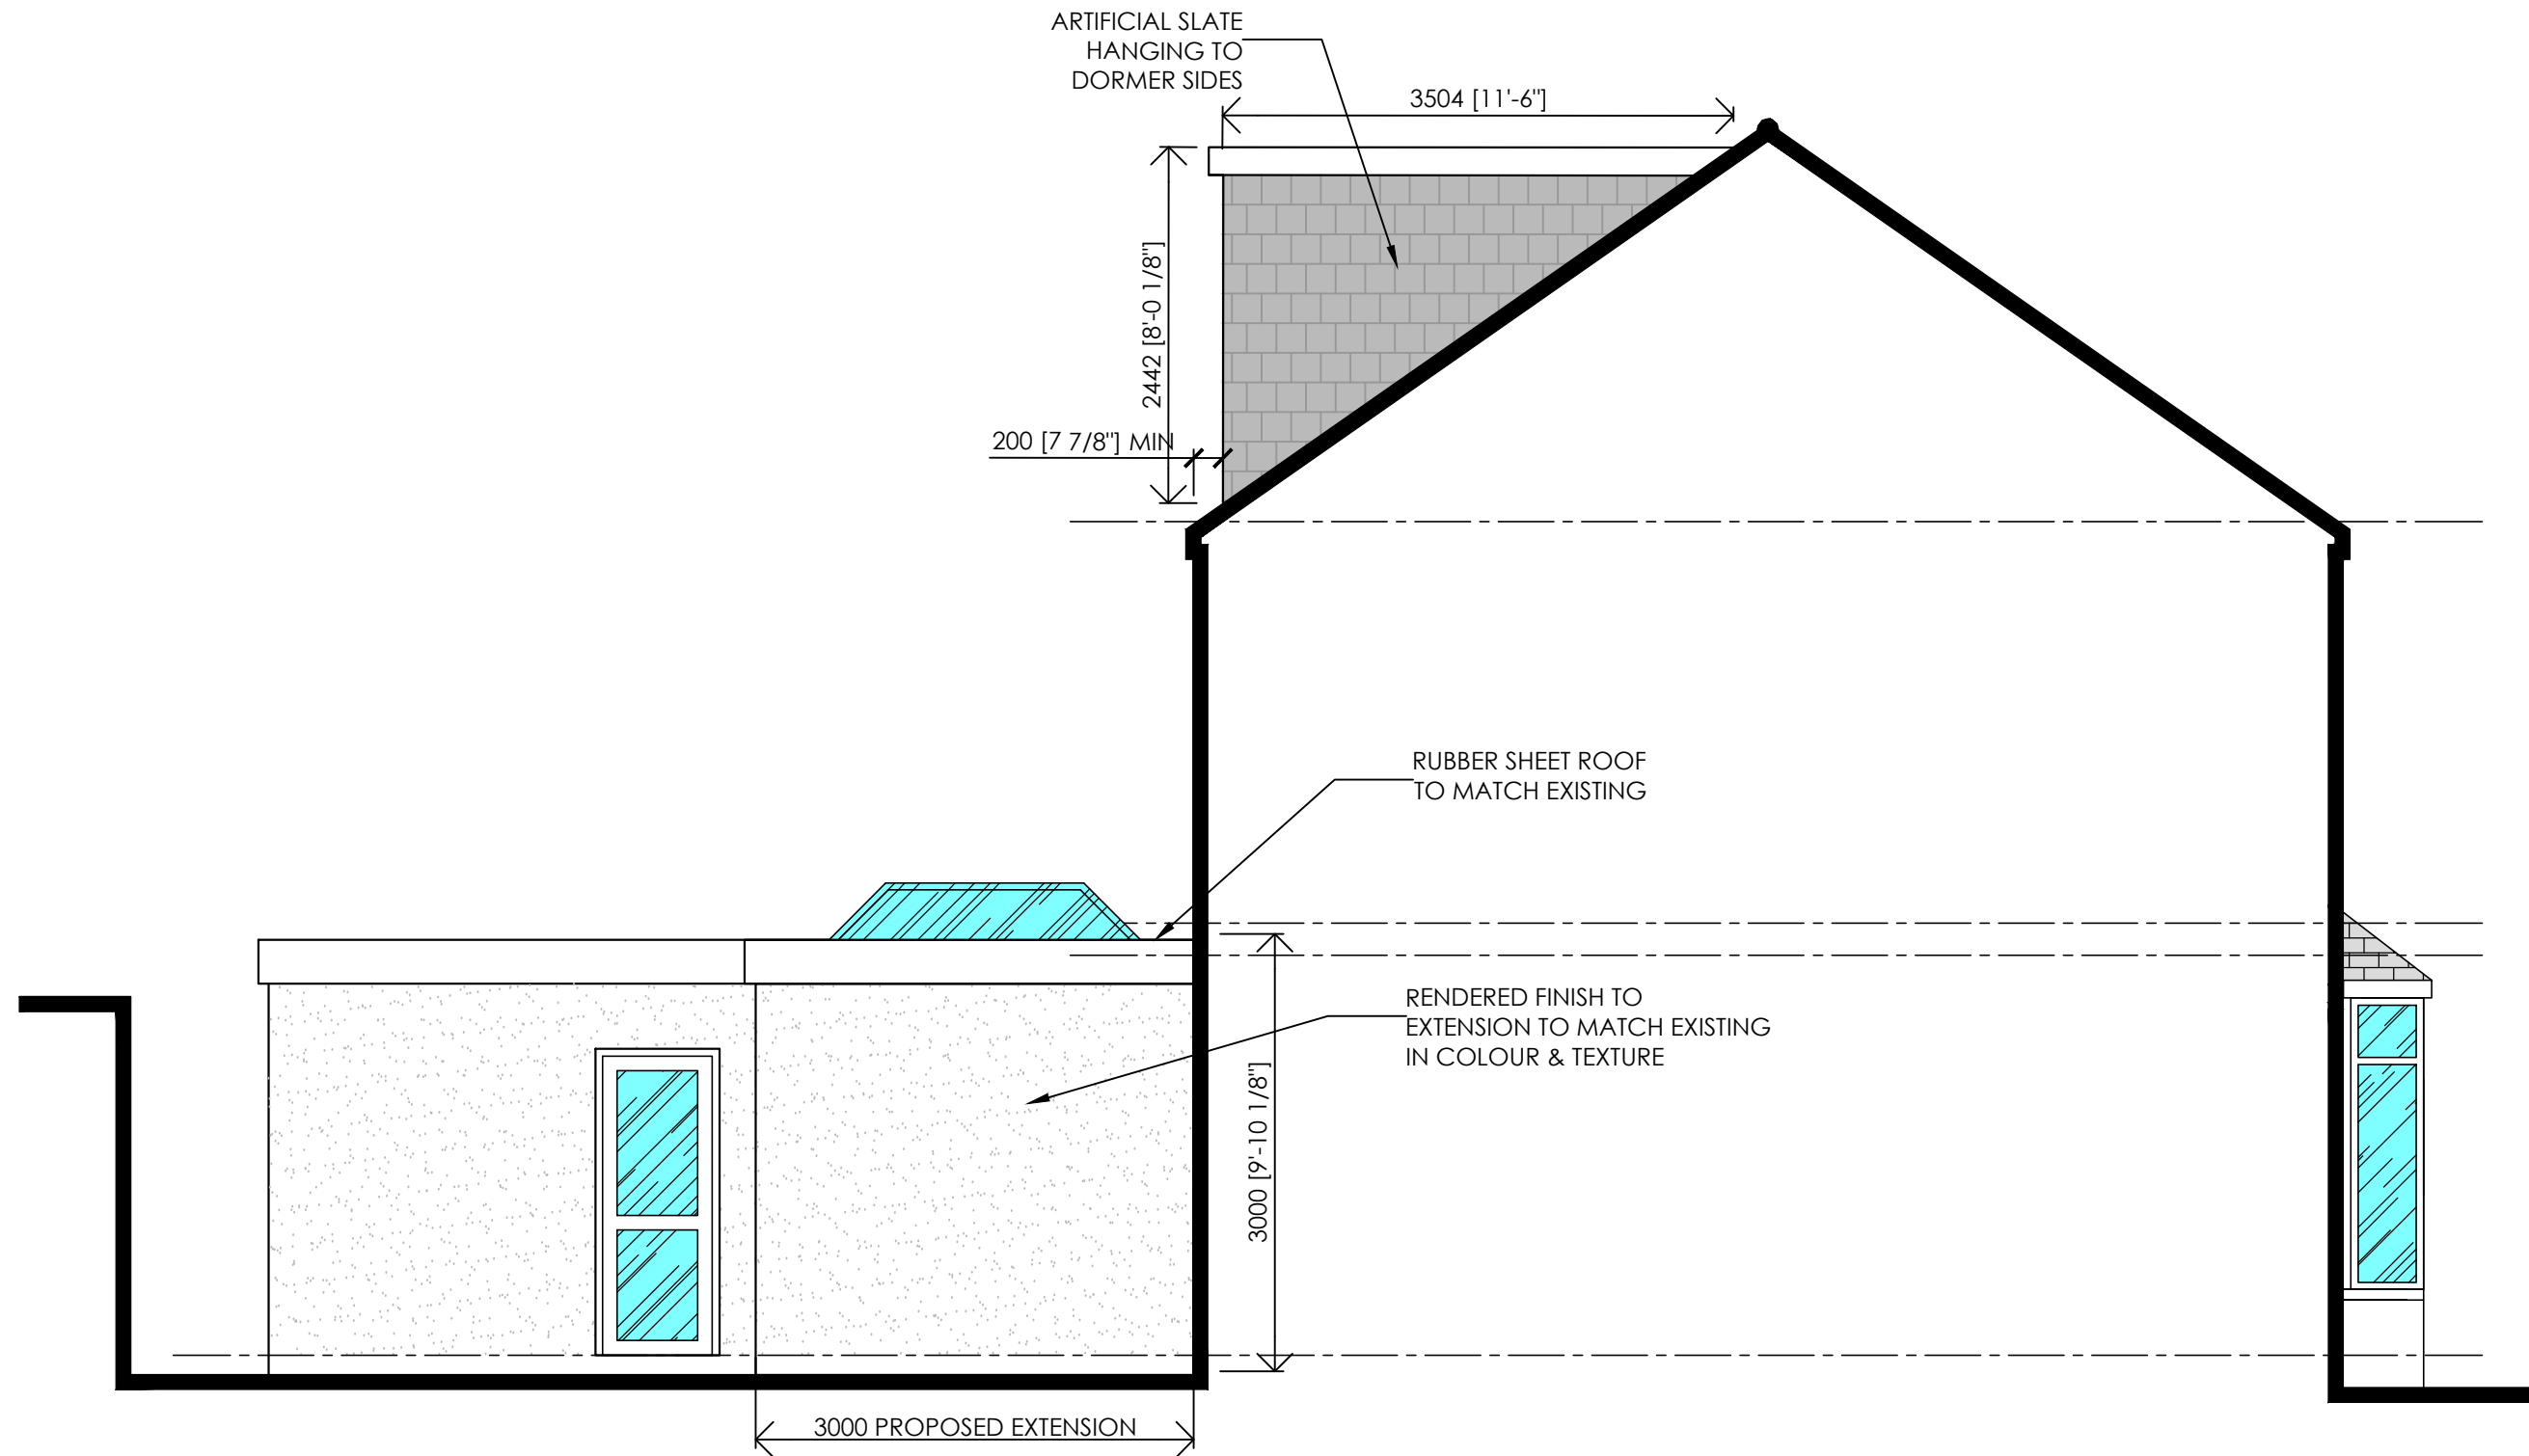 ARTIFICIAL SLATE
HANGING TO
DORMER SIDES
3504 [11'-6"]
2442 [8'-0 1/8"]
200 [7 7/8"] MIN
RUBBER SHEET ROOF
TO MATCH EXISTING
RENDERED FINISH TO
EXTENSION TO MATCH EXISTING
IN COLOUR & TEXTURE
3000 [9'-10 1/8"]
3000 PROPOSED EXTENSION